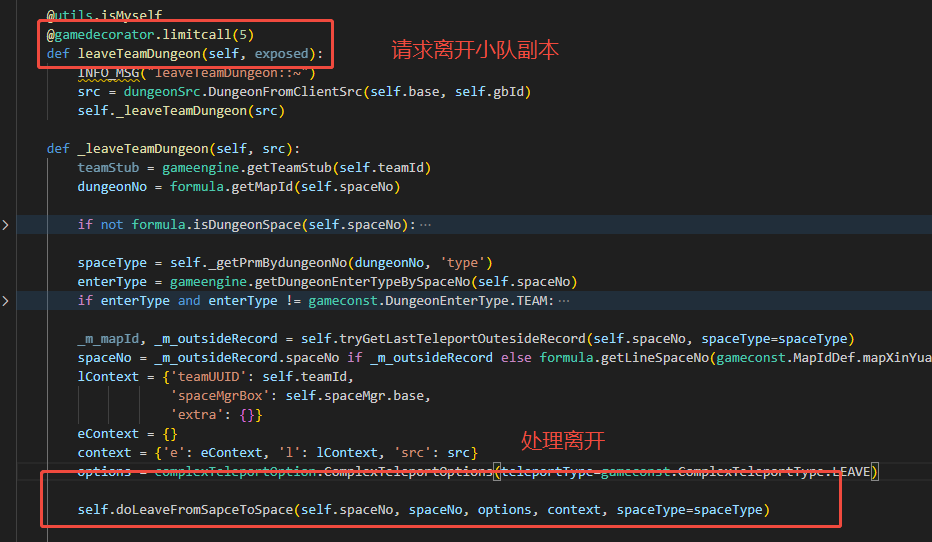 @utils.isMyself
@gamedecorator.limitcall(5)
def leaveTeamDungeon(self, exposed):
请求离开小队副本
INFO_MSG("leaveTeamDungeon::~")
src = dungeonSrc.DungeonFromClientSrc(self.base, self.gbId)
self._leaveTeamDungeon(src)
def _leaveTeamDungeon(self, src):
teamStub = gameengine.getTeamStub(self.teamId)
dungeonNo = formula.getMapId(self.spaceNo)
if not formula.isDungeonSpace(self.spaceNo):…
spaceType = self._getPrmBydungeonNo(dungeonNo, 'type')
enterType = gameengine.getDungeonEnterTypeBySpaceNo(self.spaceNo)
if enterType and enterType != gameconst.DungeonEnterType.TEAM:…
_m_mapId, _m_outsideRecord = self.tryGetLastTeleportOutesideRecord(self.spaceNo, spaceType=spaceType)
spaceNo = _m_outsideRecord.spaceNo if _m_outsideRecord else formula.getLineSpaceNo(gameconst.MapIdDef.mapXinYua
lContext = {'teamUUID': self.teamId,
'spaceMgrBox': self.spaceMgr.base,
'extra': {}}
eContext = {}
处理离开
context = {'e': eContext, 'l': lContext, 'src': src}
options = complexTeleportOption.ComplexTeleportOptions(teleportType=gameconst.ComplexTeleportType.LEAVE)
self.doLeaveFromSapceToSpace(self.spaceNo, spaceNo, options, context, spaceType=spaceType)